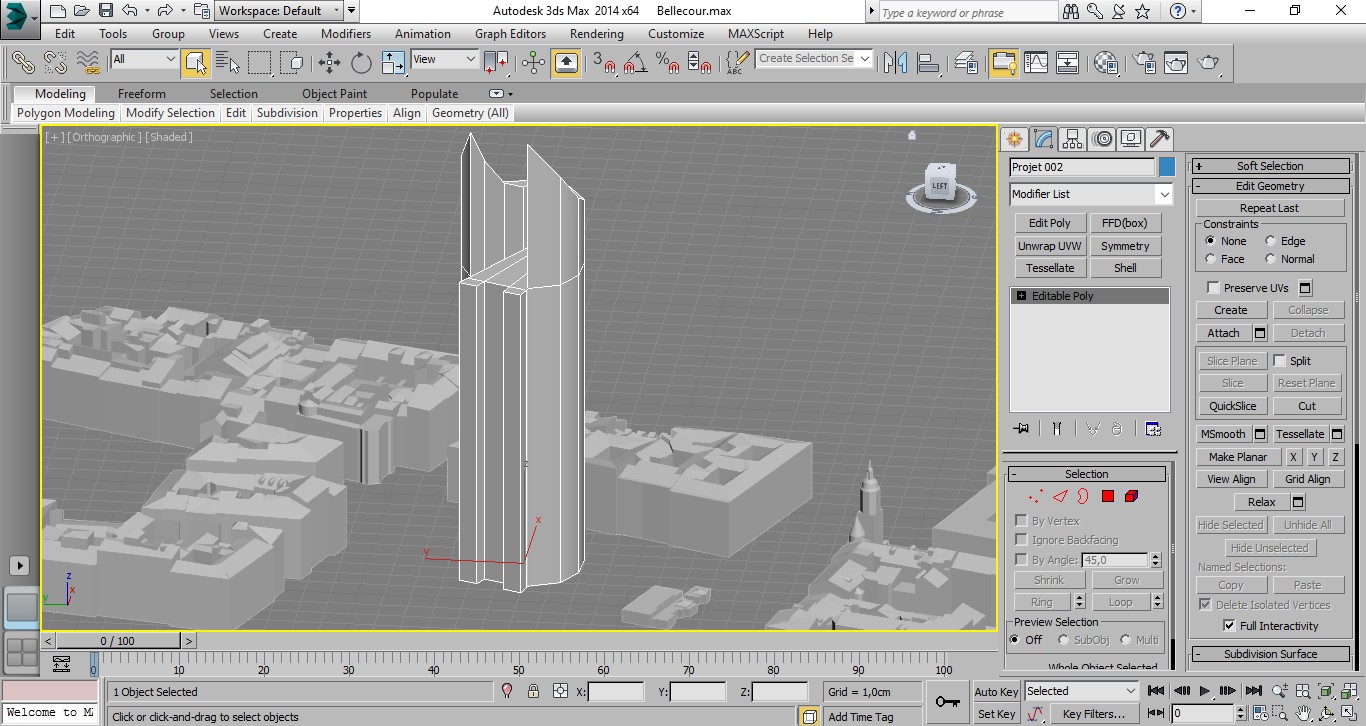 Workspace: Default
Autodesk 3ds Max 2014 x64 Bellecour.max
Type a keyword or phrase
Edit Tools Group Views Create Modifiers Animation Graph Editors Rendering Customize MAXScript Help
All View 3 ABC Create Selection Se
Modeling Freeform Selection Object Paint Populate
Polygon Modeling Modify Selection Edit Subdivision Properties Align Geometry (All)
[+] [Orthographic] [Shaded]
LEFT
z
x
y
z
y x
Projet 002
Modifier List
Edit Poly FFD(box)
Unwrap UVW Symmetry
Tessellate Shell
Editable Poly
- Selection
By Vertex
Ignore Backfacing
By Angle: 45,0
Shrink Grow
Ring Loop
Preview Selection
Off SubObj Multi
Whole Object Selected
+ Soft Selection
- Edit Geometry
Repeat Last
Constraints
None Edge
Face Normal
Preserve UVs
Create Collapse
Attach Detach
Slice Plane Split
Slice Reset Plane
QuickSlice Cut
MSmooth Tessellate
Make Planar X Y Z
View Align Grid Align
Relax
Hide Selected Unhide All
Hide Unselected
Named Selections:
Copy Paste
Delete Isolated Vertices
Full Interactivity
- Subdivision Surface
< 0 / 100 >
0 10 20 30 40 50 60 70 80 90 100
1 Object Selected X: Y: Z: Grid = 1,0cm Auto Key Selected
Welcome to M
Click or click-and-drag to select objects Add Time Tag Set Key Key Filters... 0